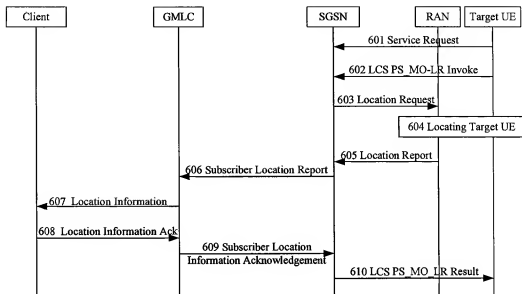 Client GMLC SGSN RAN Target UE
601 Service Request
602 LCS PS_MO-LR Invoke
603 Location Request
604 Locating Target UE
605 Location Report
606 Subscriber Location Report
607 Location Information
608 Location Information Ack
609 Subscriber Location
Information Acknowledgement
610 LCS PS_MO_LR Result